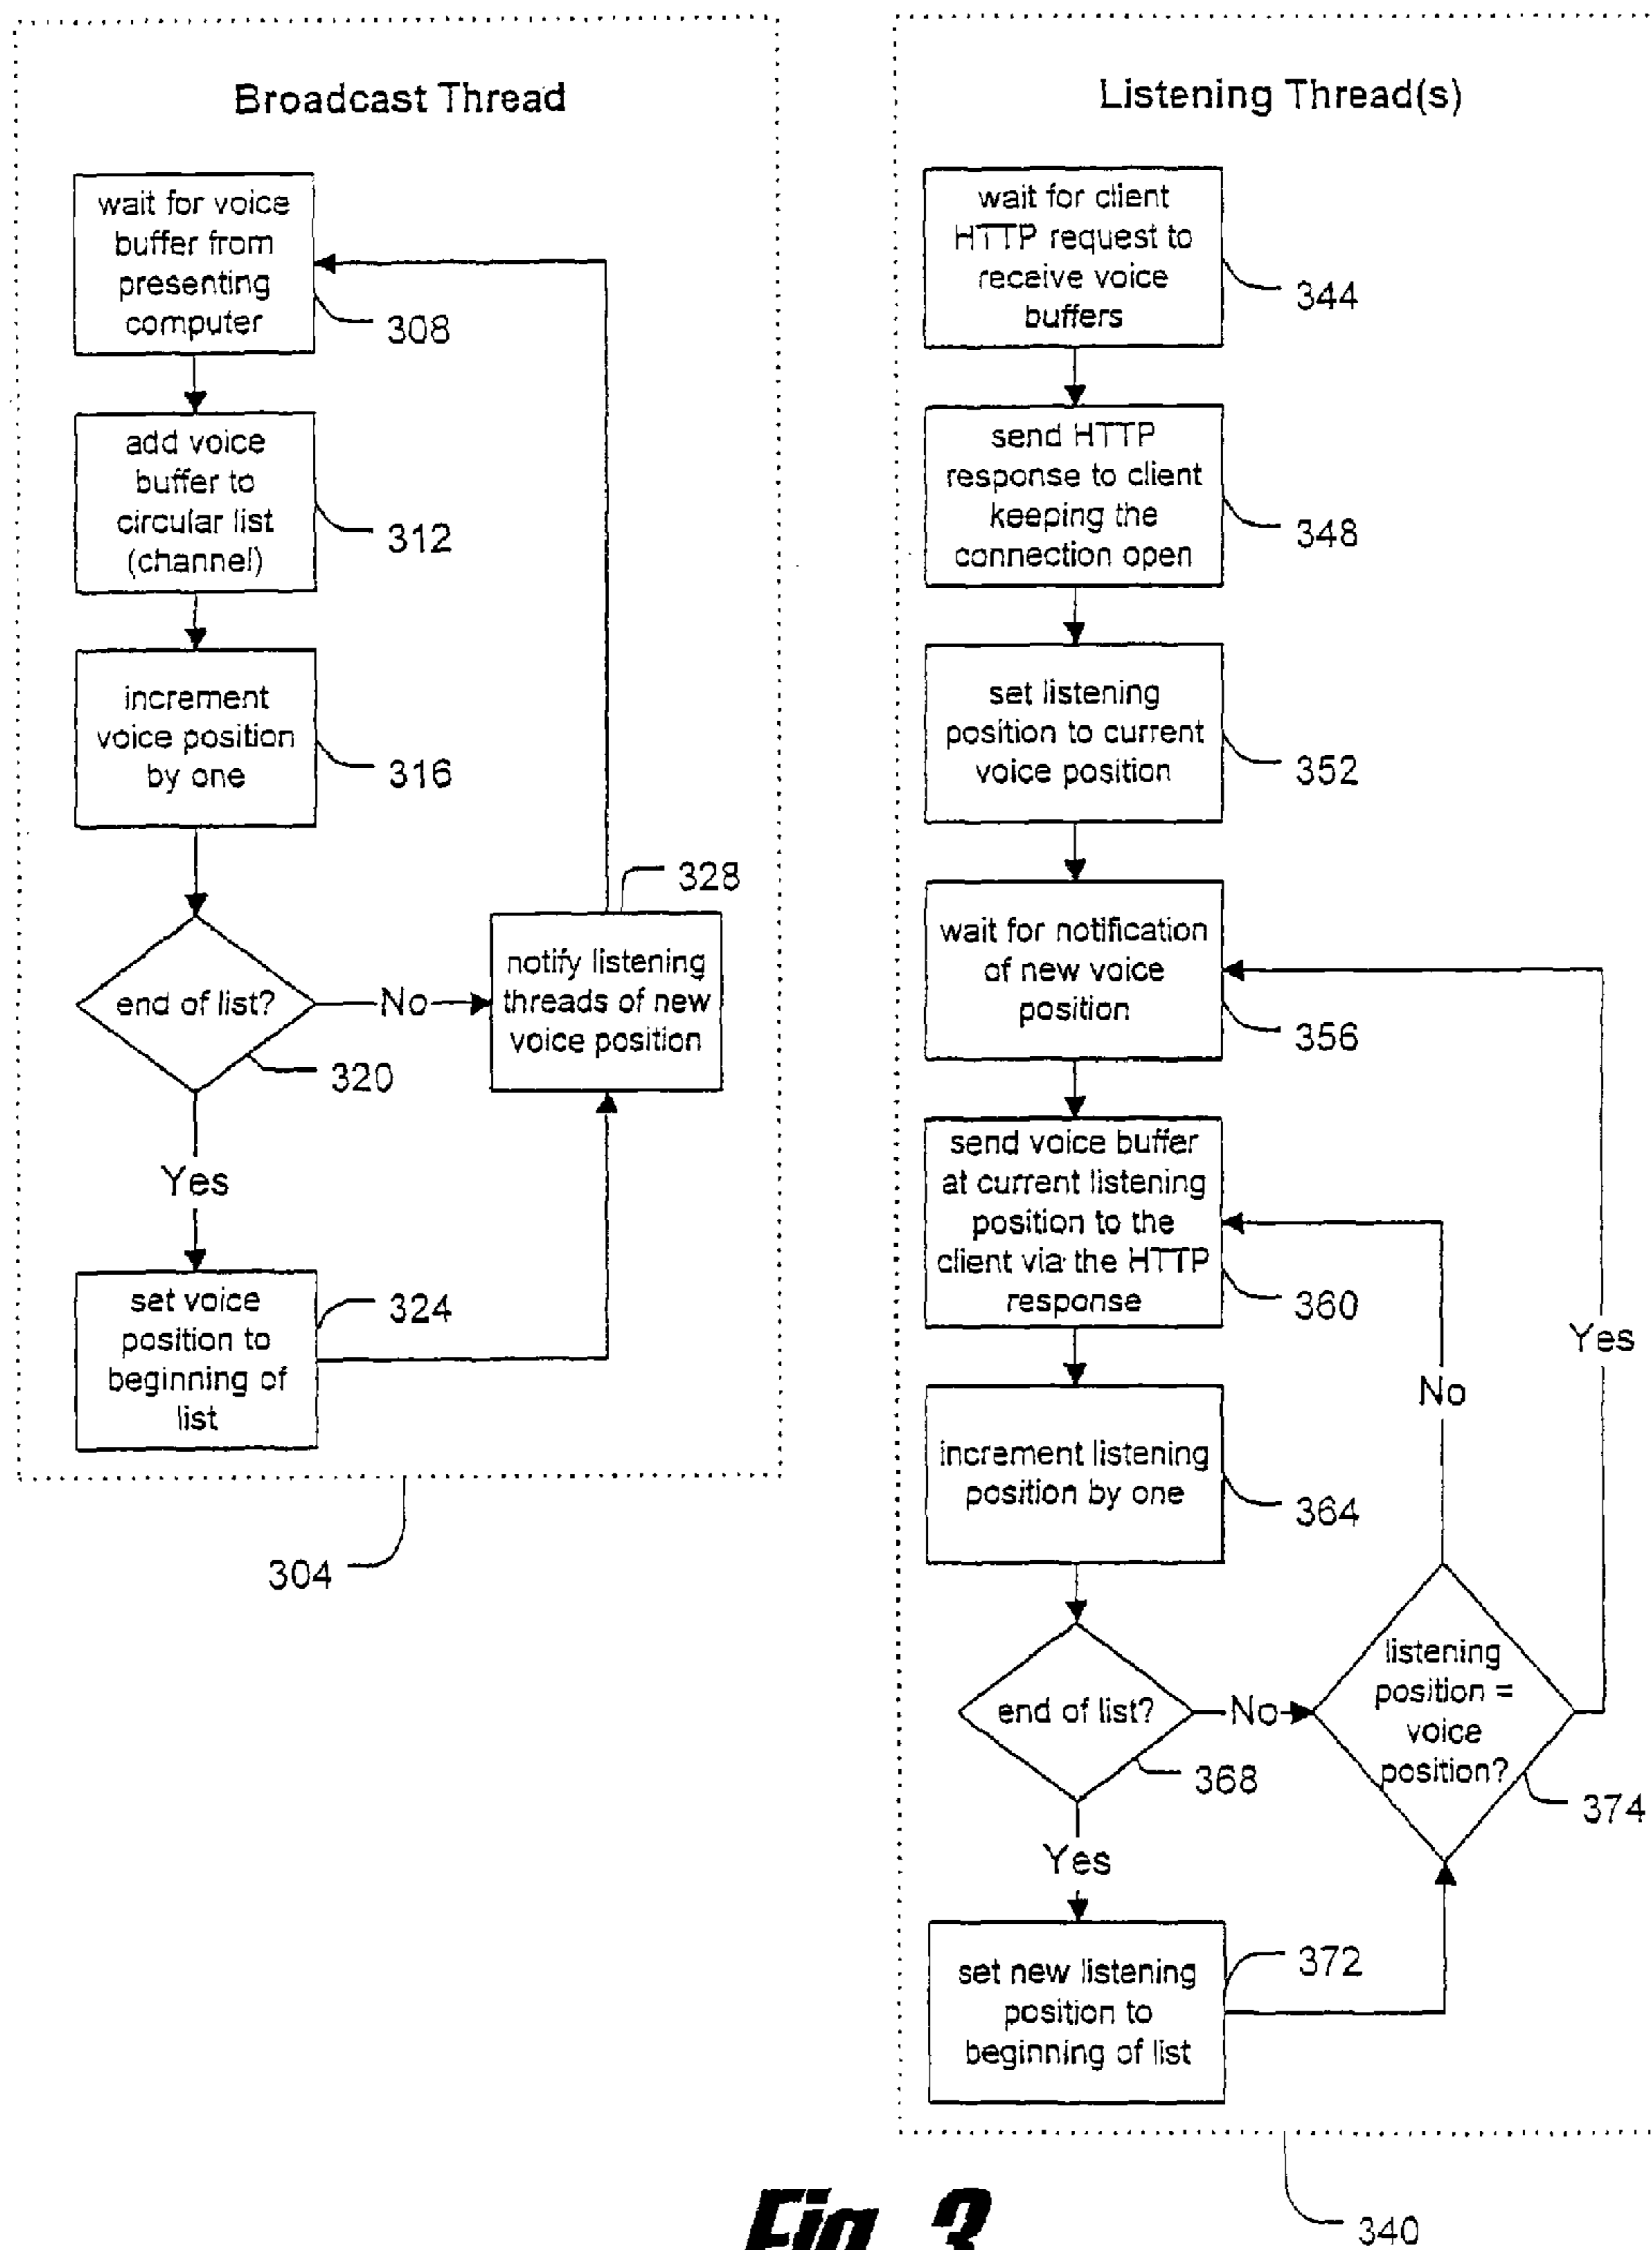 Broadcast Thread
wait for voice
buffer from
presenting
computer
308
add voice
buffer to
circular list
(channel)
312
increment
voice position
by one
316
end of list?
320
No
328
notify listening
threads of new
voice position
Yes
set voice
position to
beginning of
list
324
304
Listening Thread(s)
wait for client
HTTP request to
receive voice
buffers
344
send HTTP
response to client
keeping the
connection open
348
set listening
position to current
voice position
352
wait for notification
of new voice
position
356
send voice buffer
at current listening
position to the
client via the HTTP
response
360
increment listening
position by one
364
end of list?
368
No
listening
position =
voice
position?
374
No
Yes
Yes
set new listening
position to
beginning of list
372
340
Fig. 3